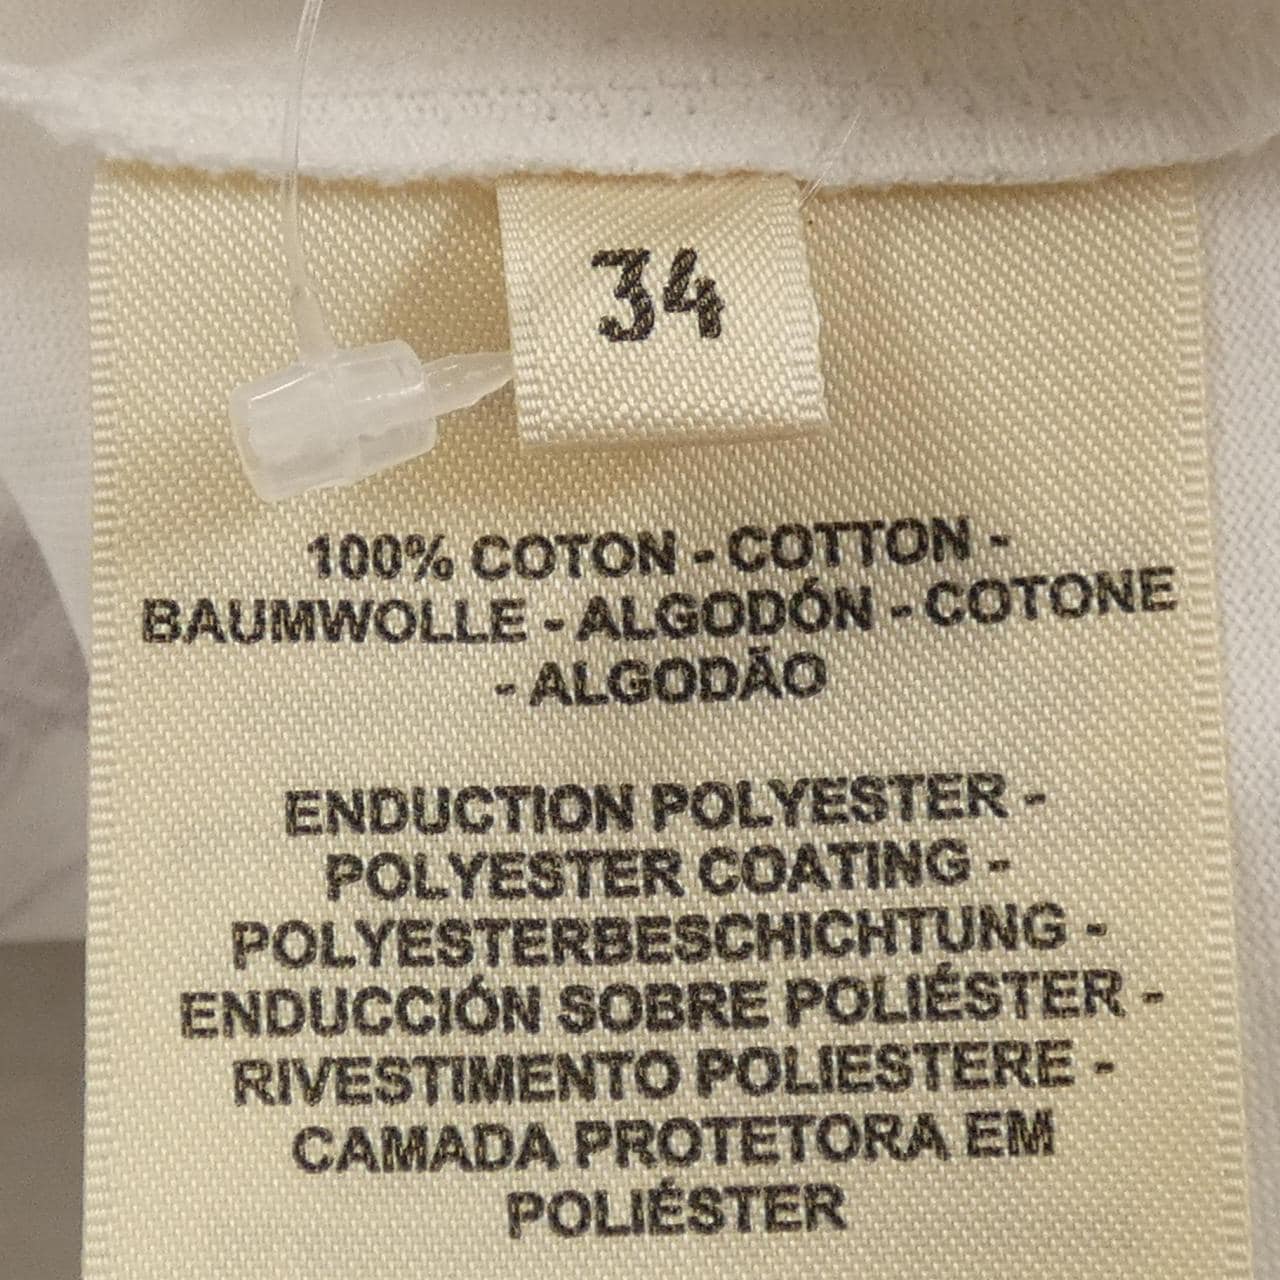 34
100% COTON - COTTON -
BAUMWOLLE - ALGODÓN - COTONE
- ALGODÃO
ENDUCTION POLYESTER -
POLYESTER COATING -
POLYESTERBESCHICHTUNG -
ENDUCCIÓN SOBRE POLIÉSTER -
RIVESTIMENTO POLIESTERE -
CAMADA PROTETORA EM
POLIÉSTER